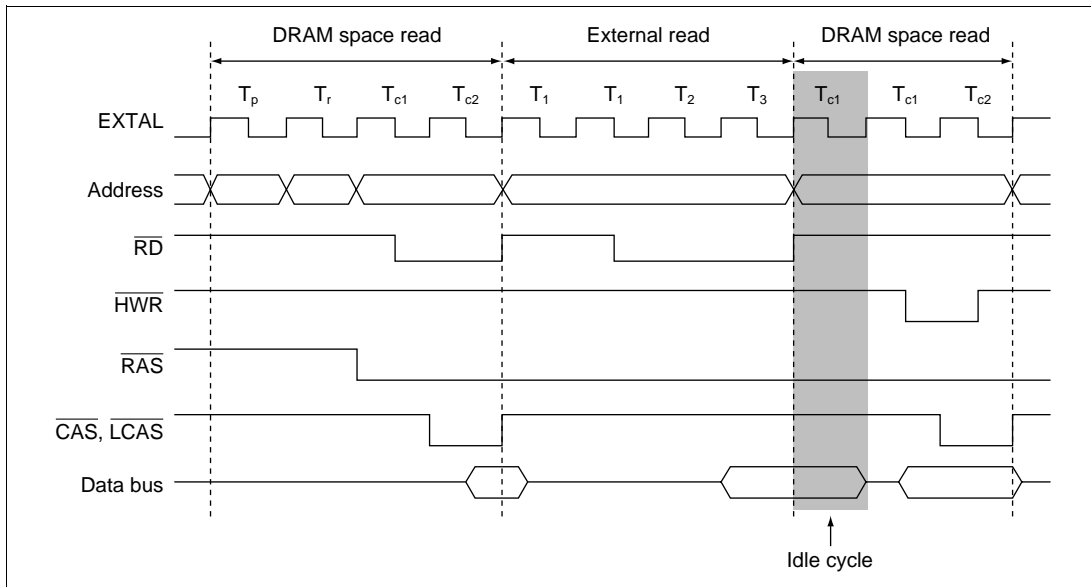 DRAM space read External read DRAM space read
Tp Tr Tc1 Tc2 T1 T1 T2 T3 Tc1 Tc1 Tc2
EXTAL
Address
RD
HWR
RAS
CAS, LCAS
Data bus
Idle cycle